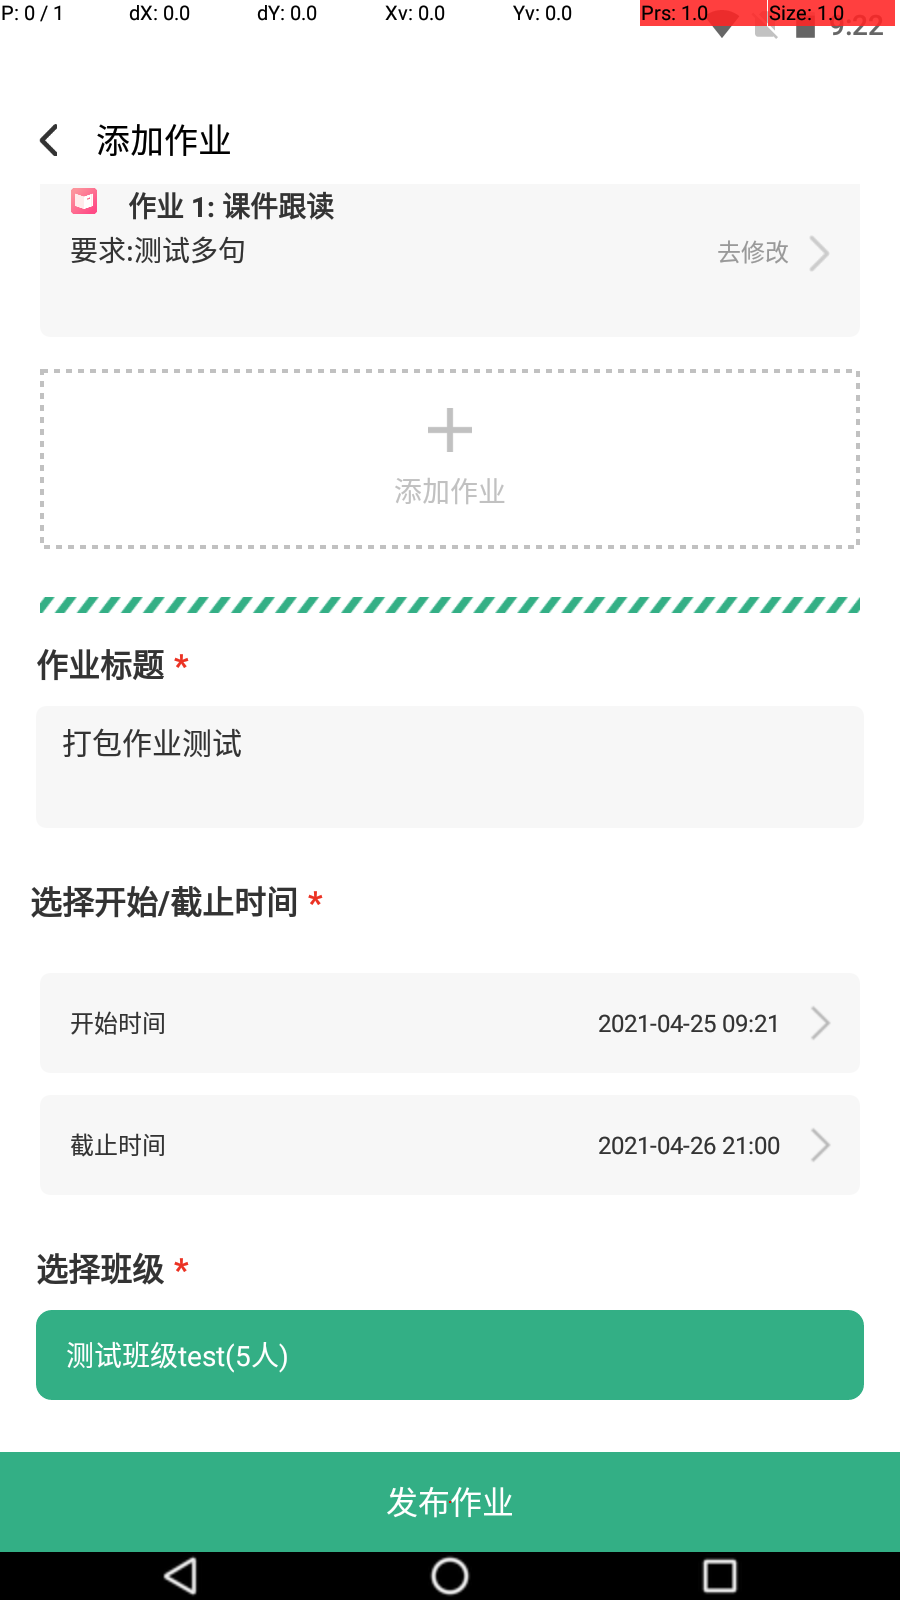 P: 0 / 1 dX: 0.0 dY: 0.0 Xv: 0.0 Yv: 0.0 Prs: 1.0 Size: 1.0
9:22
添加作业
作业 1: 课件跟读
要求:测试多句
去修改
添加作业
作业标题 *
打包作业测试
选择开始/截止时间 *
开始时间 2021-04-25 09:21
截止时间 2021-04-26 21:00
选择班级 *
测试班级test(5人)
发布作业